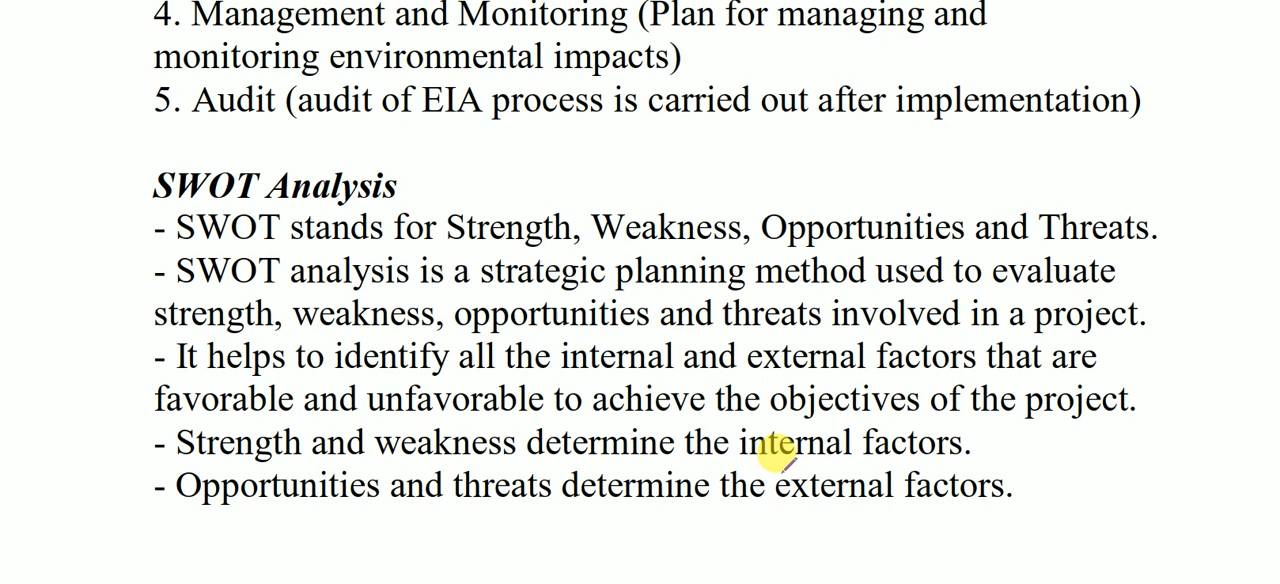 4. Management and Monitoring (Plan for managing and
monitoring environmental impacts)
5. Audit (audit of EIA process is carried out after implementation)
SWOT Analysis
- SWOT stands for Strength, Weakness, Opportunities and Threats.
- SWOT analysis is a strategic planning method used to evaluate
strength, weakness, opportunities and threats involved in a project.
- It helps to identify all the internal and external factors that are
favorable and unfavorable to achieve the objectives of the project.
- Strength and weakness determine the internal factors.
- Opportunities and threats determine the external factors.